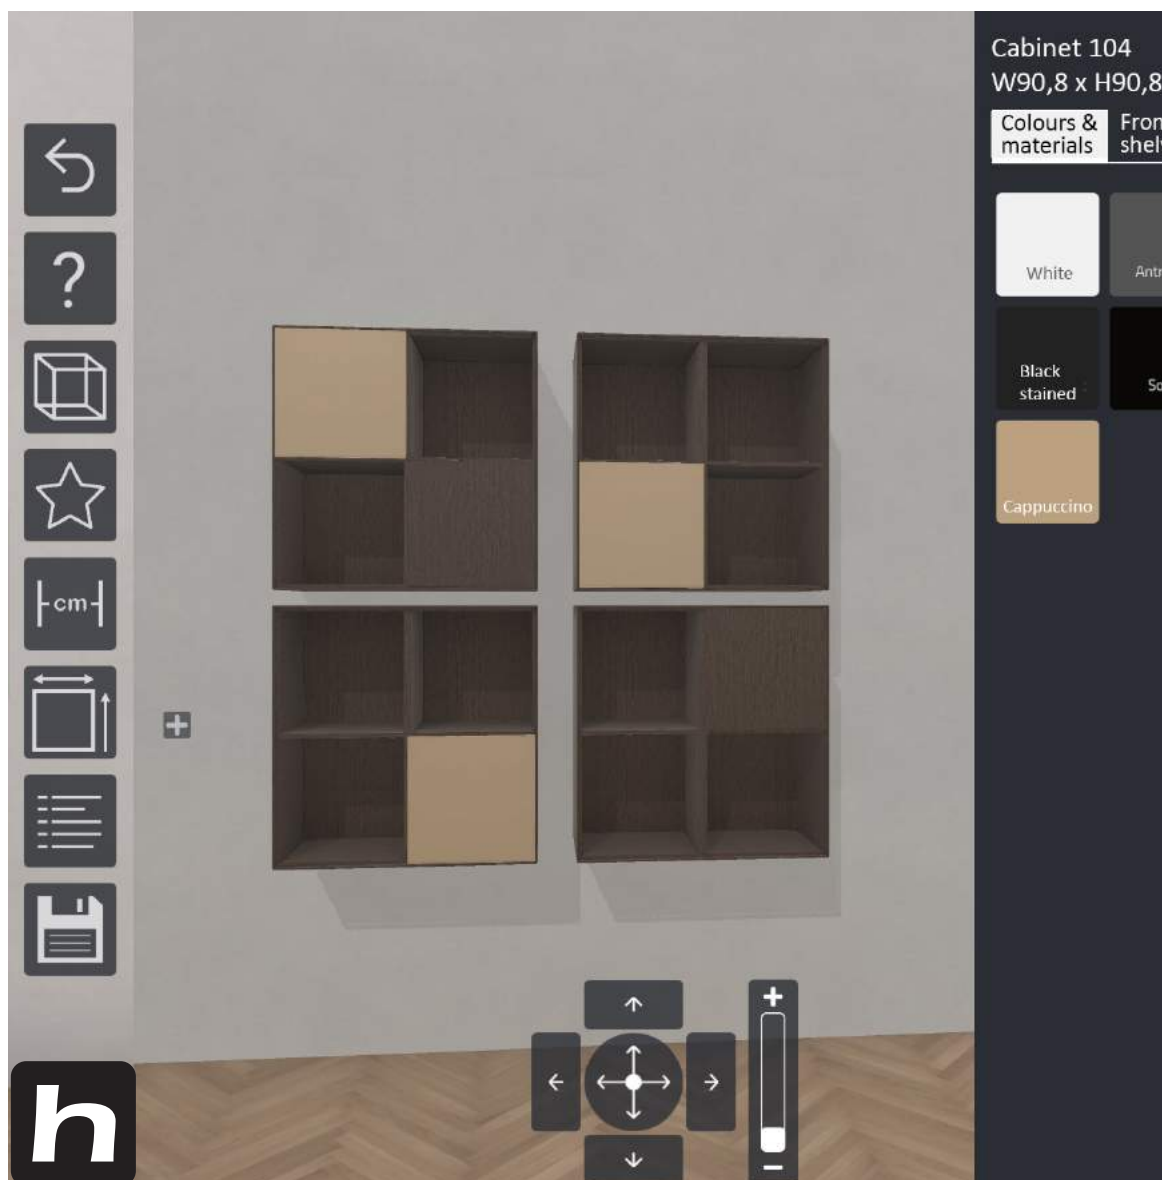 Cabinet 104
W90,8 x H90,8
Colours &
materials
White
Black
stained
Cappuccino
cm
h